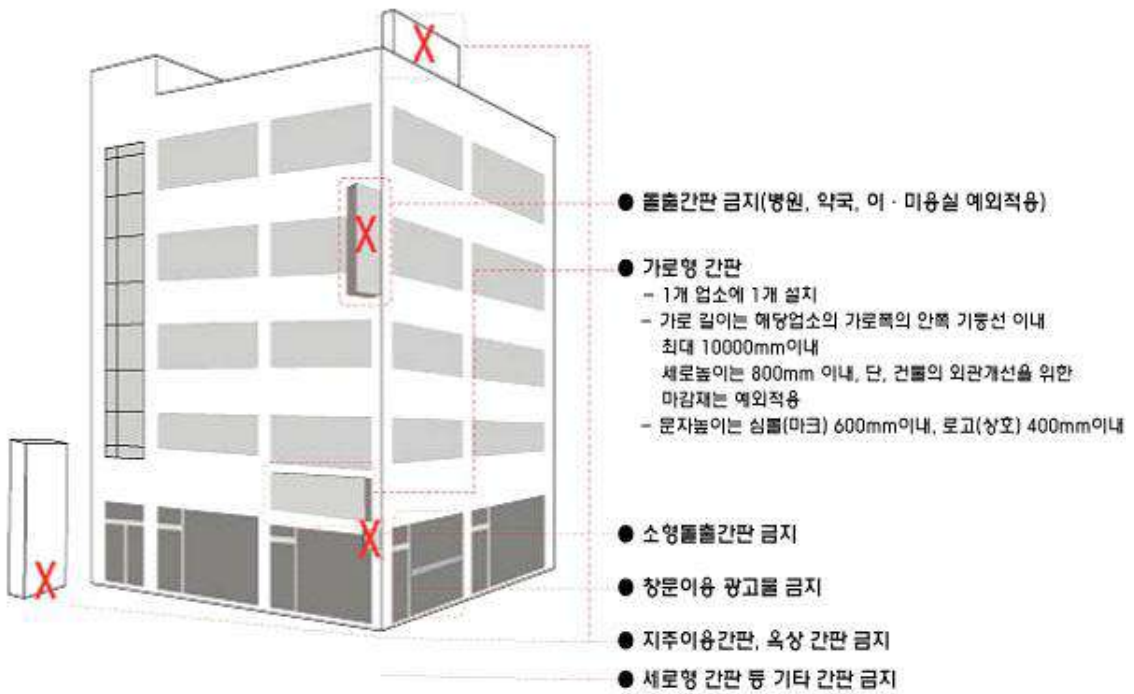 ● 돌출간판 금지(병원, 약국, 이 · 미용실 예외적용)
● 가로형 간판
- 1개 업소에 1개 설치
- 가로 길이는 해당업소의 가로폭의 안쪽 기둥선 이내
최대 10000mm이내
세로높이는 800mm 이내, 단, 건물의 외관개선을 위한
마감재는 예외적용
- 문자높이는 심볼(마크) 600mm이내, 로고(상호) 400mm이내
● 소형돌출간판 금지
● 창문이용 광고물 금지
● 지주이용간판, 옥상 간판 금지
● 세로형 간판 등 기타 간판 금지